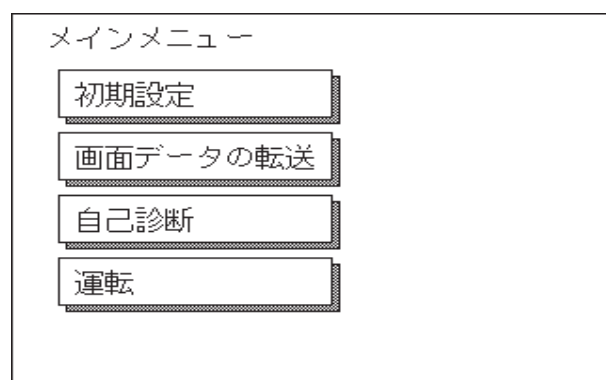 メインメニュー
初期設定
画面データの転送
自己診断
運転